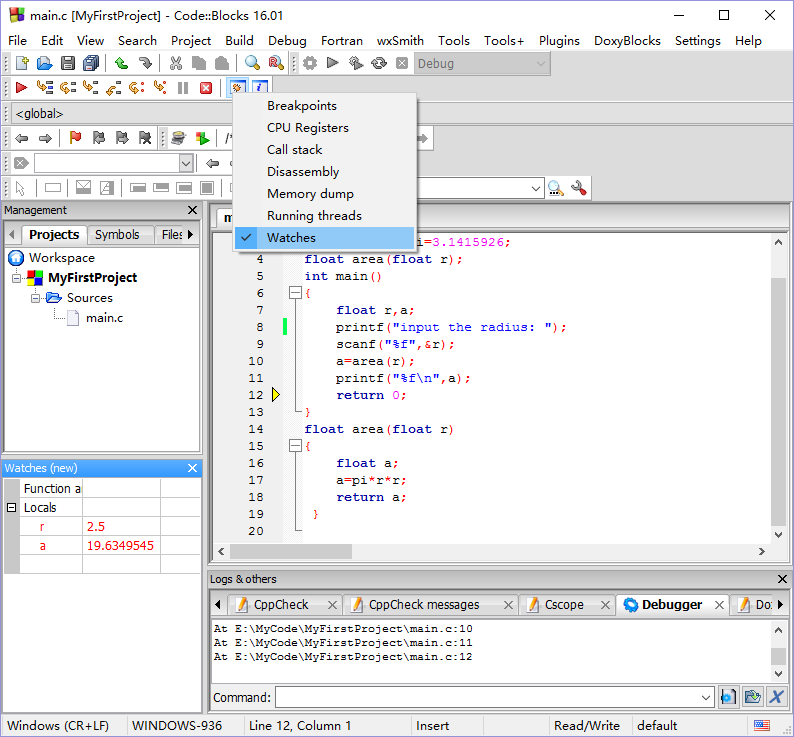 main.c [MyFirstProject] - Code::Blocks 16.01
File Edit View Search Project Build Debug Fortran wxSmith Tools Tools+ Plugins DoxyBlocks Settings Help
Debug
<global>
/*
Breakpoints
CPU Registers
Call stack
Disassembly
Memory dump
Running threads
Watches
Management
Projects Symbols Files
Workspace
MyFirstProject
Sources
main.c
i=3.1415926;
4 float area(float r);
5 int main()
6 {
7 float r,a;
8 printf("input the radius: ");
9 scanf("%f",&r);
10 a=area(r);
11 printf("%f\n",a);
12 return 0;
13 }
14 float area(float r)
15 {
16 float a;
17 a=pi*r*r;
18 return a;
19 }
20
Watches (new)
Function a
Locals
r 2.5
a 19.6349545
Logs & others
CppCheck CppCheck messages Cscope Debugger Do
At E:\MyCode\MyFirstProject\main.c:10
At E:\MyCode\MyFirstProject\main.c:11
At E:\MyCode\MyFirstProject\main.c:12
Command:
Windows (CR+LF) WINDOWS-936 Line 12, Column 1 Insert Read/Write default